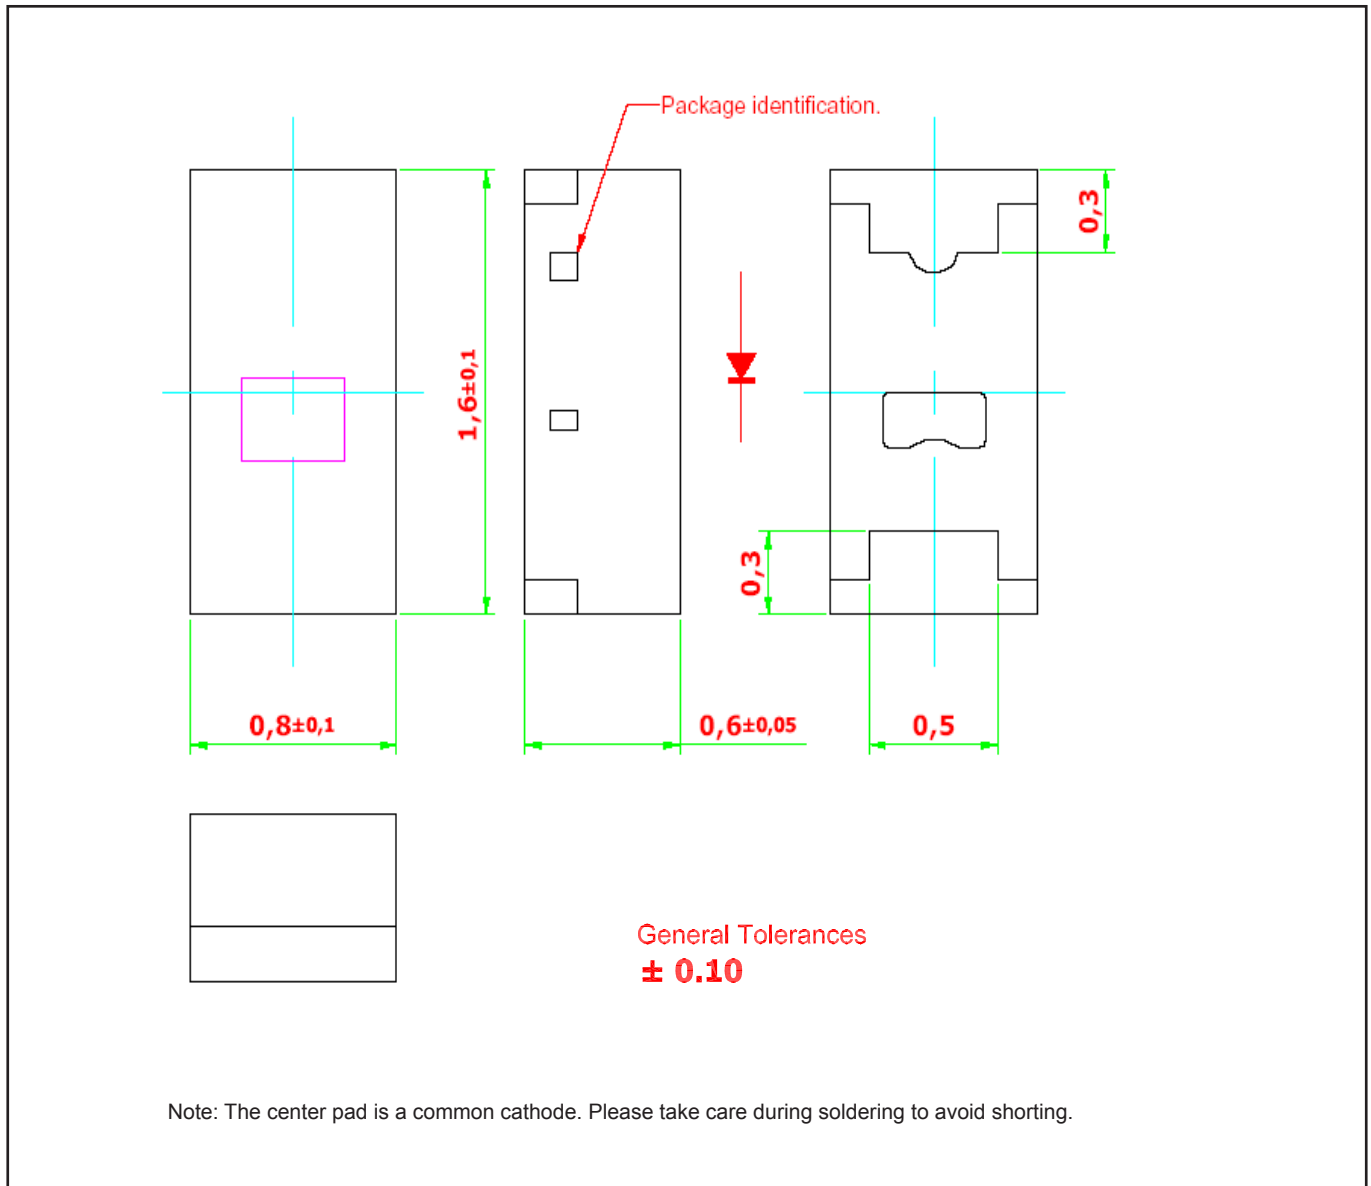 Package identification.
0,3
1,6±0,1
0,3
0,8±0,1
0,6±0,05
0,5
General Tolerances
± 0.10
Note: The center pad is a common cathode. Please take care during soldering to avoid shorting.